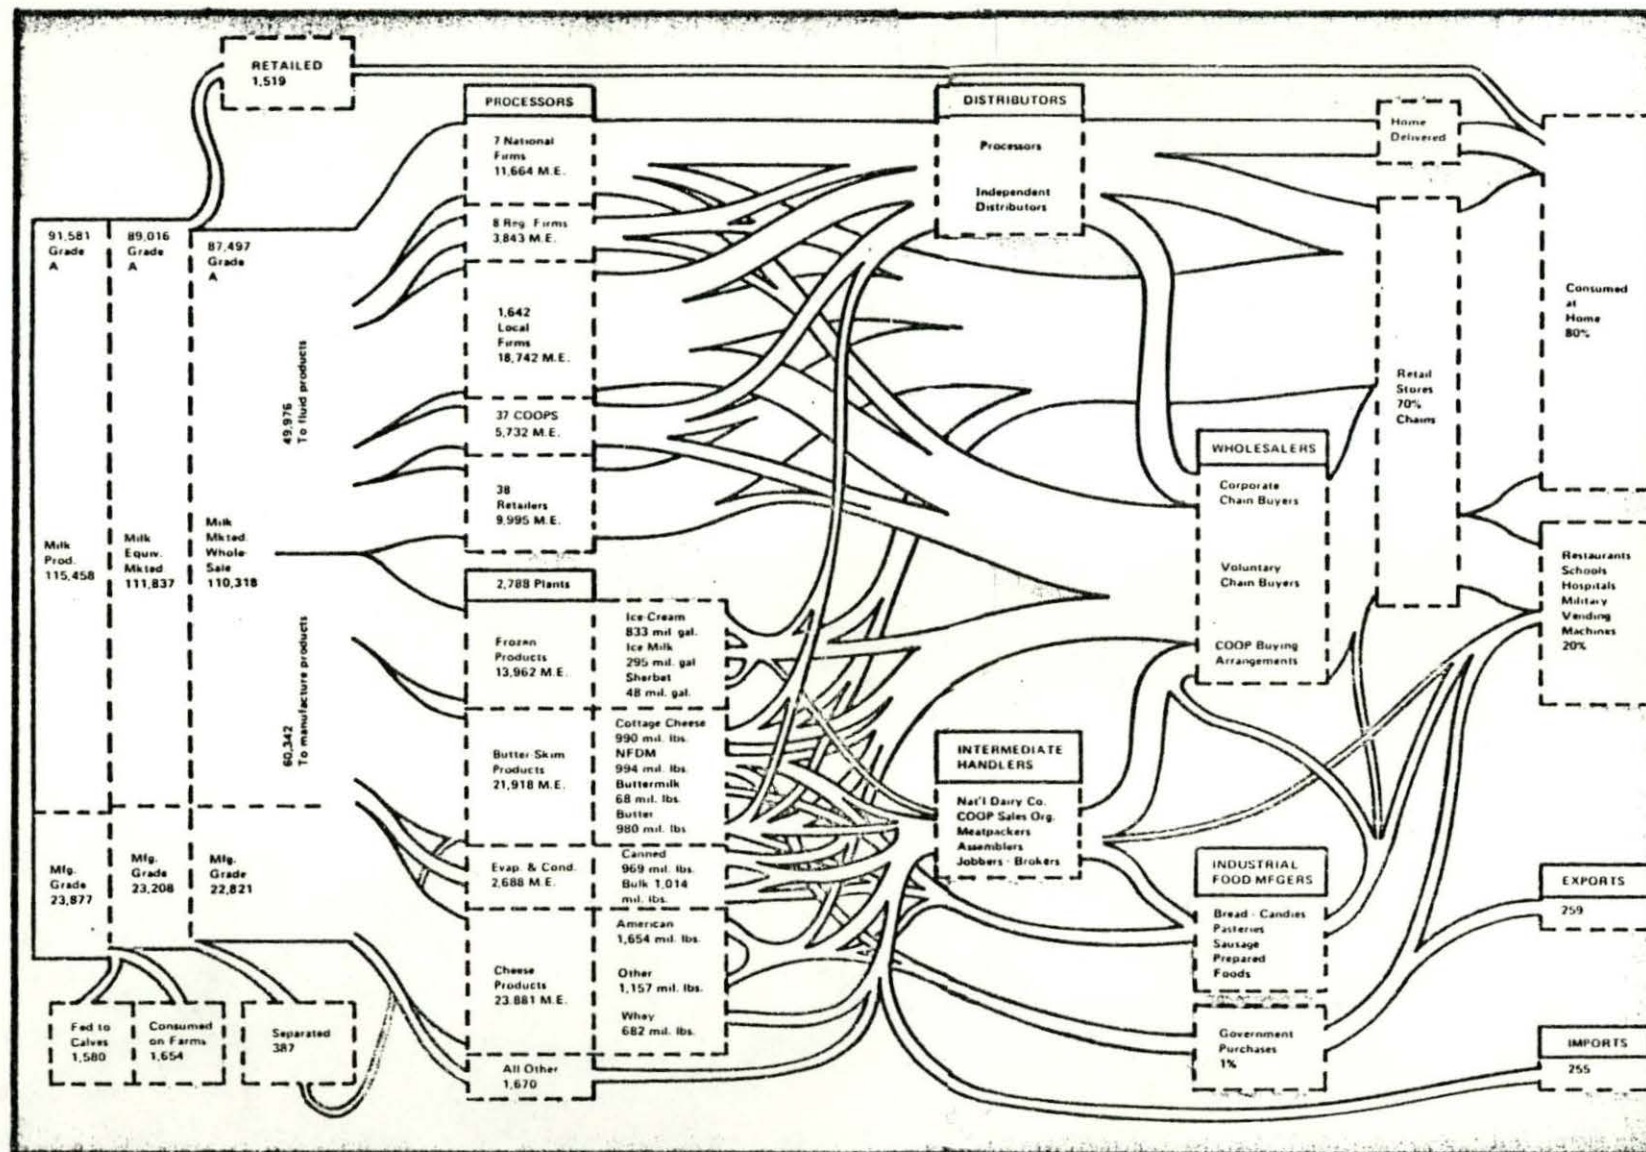 RETAILED
1,519
91,581
Grade
A
Milk
Prod.
115,458
Mfg.
Grade
23,877
89,016
Grade
A
Milk
Equiv.
Mkted
111,837
Mfg.
Grade
23,208
87,497
Grade
A
Milk
Mkted.
Whole-
Sale
110,318
Mfg.
Grade
22,821
49,976
To fluid products
60,342
To manufacture products
Fed to
Calves
1,580
Consumed
on Farms
1,654
Separated
387
PROCESSORS
7 National
Firms
11,664 M.E.
8 Reg. Firms
3,843 M.E.
1,642
Local
Firms
18,742 M.E.
37 COOPS
5,732 M.E.
38
Retailers
9,995 M.E.
2,788 Plants
Frozen
Products
13,962 M.E.
Ice Cream
833 mil. gal.
Ice Milk
295 mil. gal
Sherbet
48 mil. gal.
Butter-Skim
Products
21,918 M.E.
Cottage Cheese
990 mil. lbs.
NFDM
994 mil. lbs.
Buttermilk
68 mil. lbs.
Butter
980 mil. lbs
Evap. & Cond.
2,688 M.E.
Canned
969 mil. lbs.
Bulk 1,014
mil. lbs.
Cheese
Products
23.881 M.E.
American
1,654 mil. lbs.
Other
1,157 mil. lbs.
Whey
682 mil. lbs.
All Other
1,670
DISTRIBUTORS
Processors
Independent
Distributors
INTERMEDIATE
HANDLERS
Nat'l Dairy Co.
COOP Sales Org.
Meatpackers
Assemblers
Jobbers - Brokers
WHOLESALERS
Corporate
Chain Buyers
Voluntary
Chain Buyers
COOP Buying
Arrangements
INDUSTRIAL
FOOD MFGERS
Bread - Candies
Pasteries
Sausage
Prepared
Foods
Government
Purchases
1%
Home
Delivered
Retail
Stores
70%
Chains
Consumed
at
Home
80%
Restaurants
Schools
Hospitals
Military
Vending
Machines
20%
EXPORTS
259
IMPORTS
255